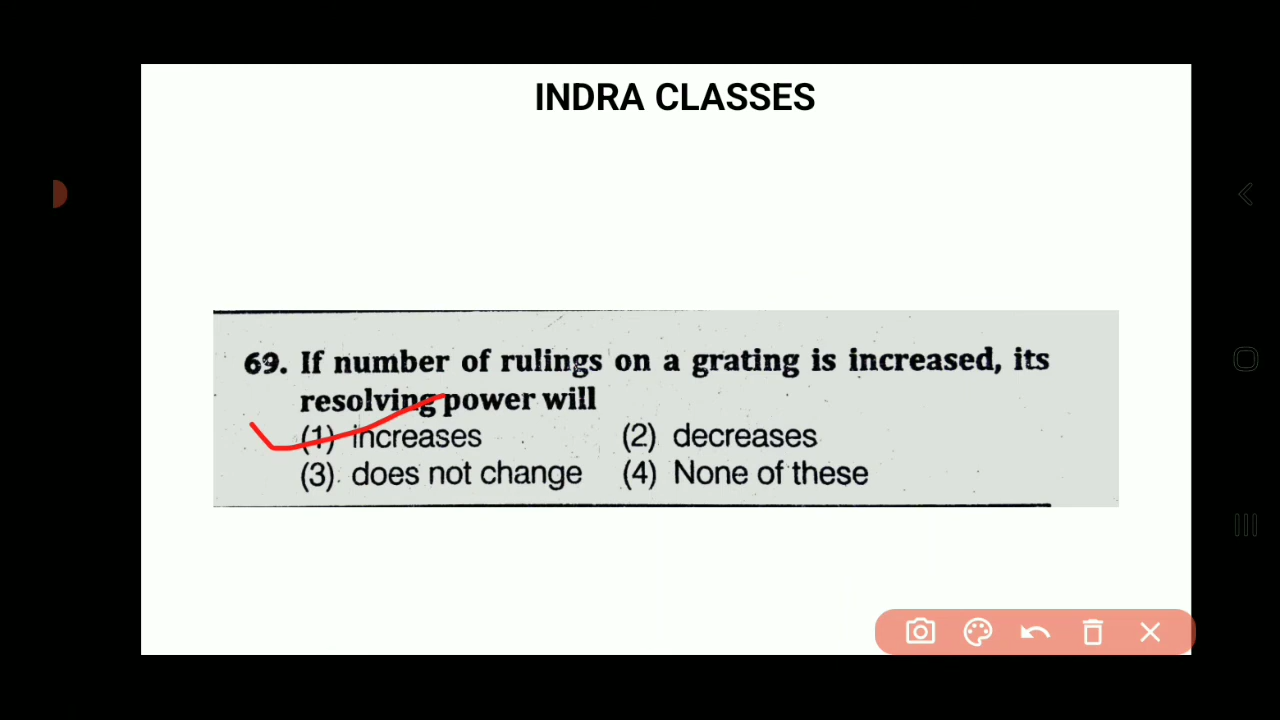 INDRA CLASSES
69. If number of rulings on a grating is increased, its
resolving power will
(1) increases (2) decreases
(3) does not change (4) None of these